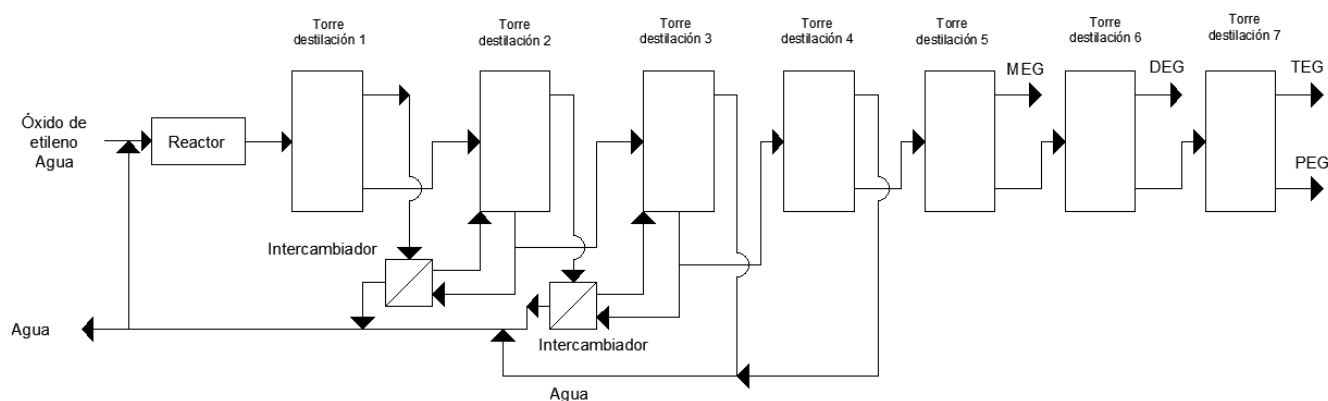 Torre
destilación 1
Torre
destilación 2
Torre
destilación 3
Torre
destilación 4
Torre
destilación 5
Torre
destilación 6
Torre
destilación 7
MEG
DEG
TEG
Óxido de
etileno
Agua
Reactor
PEG
Intercambiador
Agua
Intercambiador
Agua